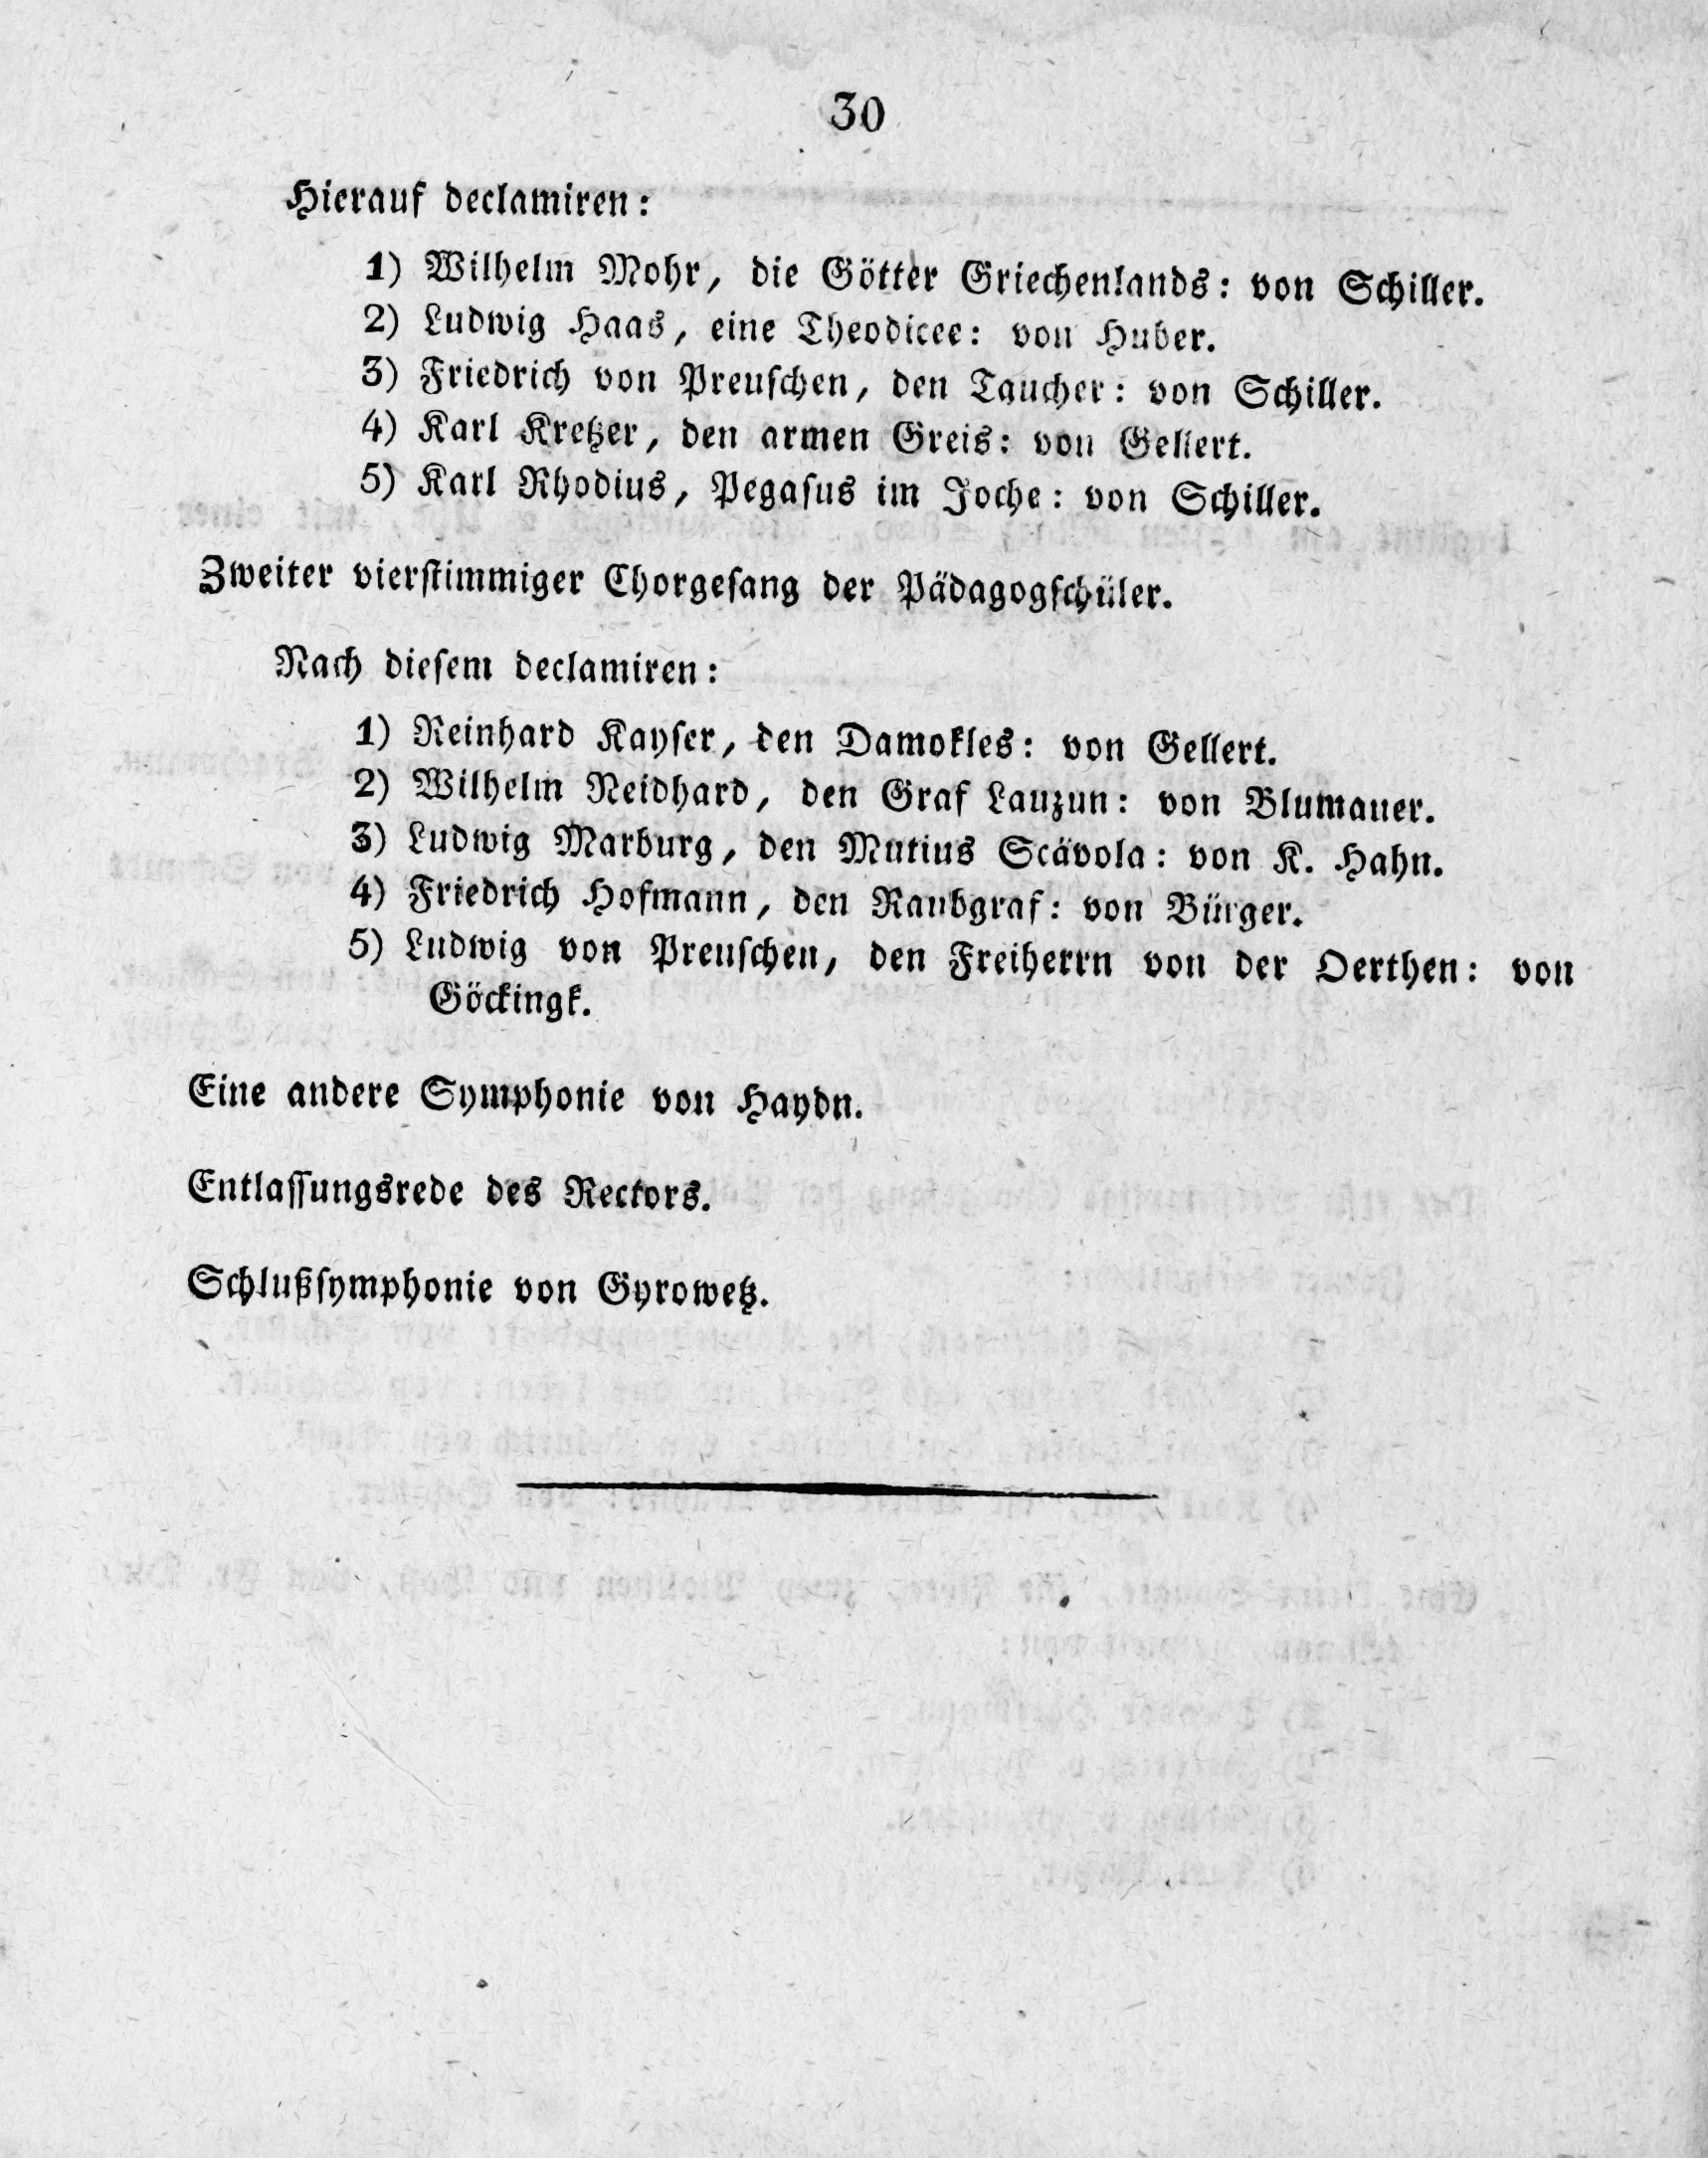 30
Hierauf declamiren:
1) Wilhelm Mohr, die Götter Griechenlands: von Schiller.
2) Ludwig Haas, eine Theodicee: von Huber.
3) Friedrich von Preuschen, den Taucher: von Schiller.
4) Karl Kretzer, den armen Greis: von Gellert.
5) Karl Rhodius, Pegasus im Joche: von Schiller.
Zweiter vierstimmiger Chorgesang der Pädagogschüler.
Nach diesem declamiren:
1) Reinhard Kayser, den Damokles: von Gellert.
2) Wilhelm Neidhard, den Graf Lauzun: von Blumauer.
3) Ludwig Marburg, den Mutius Scävola: von K. Hahn.
4) Friedrich Hofmann, den Raubgraf: von Bürger.
5) Ludwig von Preuschen, den Freiherrn von der Oerthen: von
Göckingk.
Eine andere Symphonie von Haydn.
Entlassungsrede des Rectors.
Schlußsymphonie von Gyrowetz.